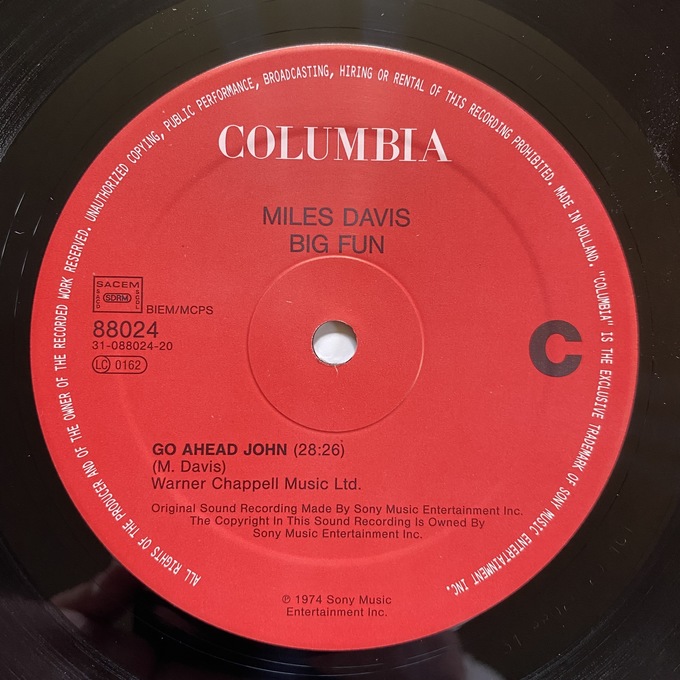 ALL RIGHTS OF THE PRODUCER AND OF THE OWNER OF THE RECORDED WORK RESERVED. UNAUTHORIZED COPYING, PUBLIC PERFORMANCE, BROADCASTING, HIRING OR RENTAL OF THIS RECORDING PROHIBITED. MADE IN HOLLAND. "COLUMBIA" IS THE EXCLUSIVE TRADEMARK OF SONY MUSIC ENTERTAINMENT INC.
COLUMBIA
MILES DAVIS
BIG FUN
SACEM
SACD SDRM SCDL
BIEM/MCPS
88024
31-088024-20
LC 0162
C
GO AHEAD JOHN (28:26)
(M. Davis)
Warner Chappell Music Ltd.
Original Sound Recording Made By Sony Music Entertainment Inc.
The Copyright In This Sound Recording Is Owned By
Sony Music Entertainment Inc.
℗ 1974 Sony Music
Entertainment Inc.